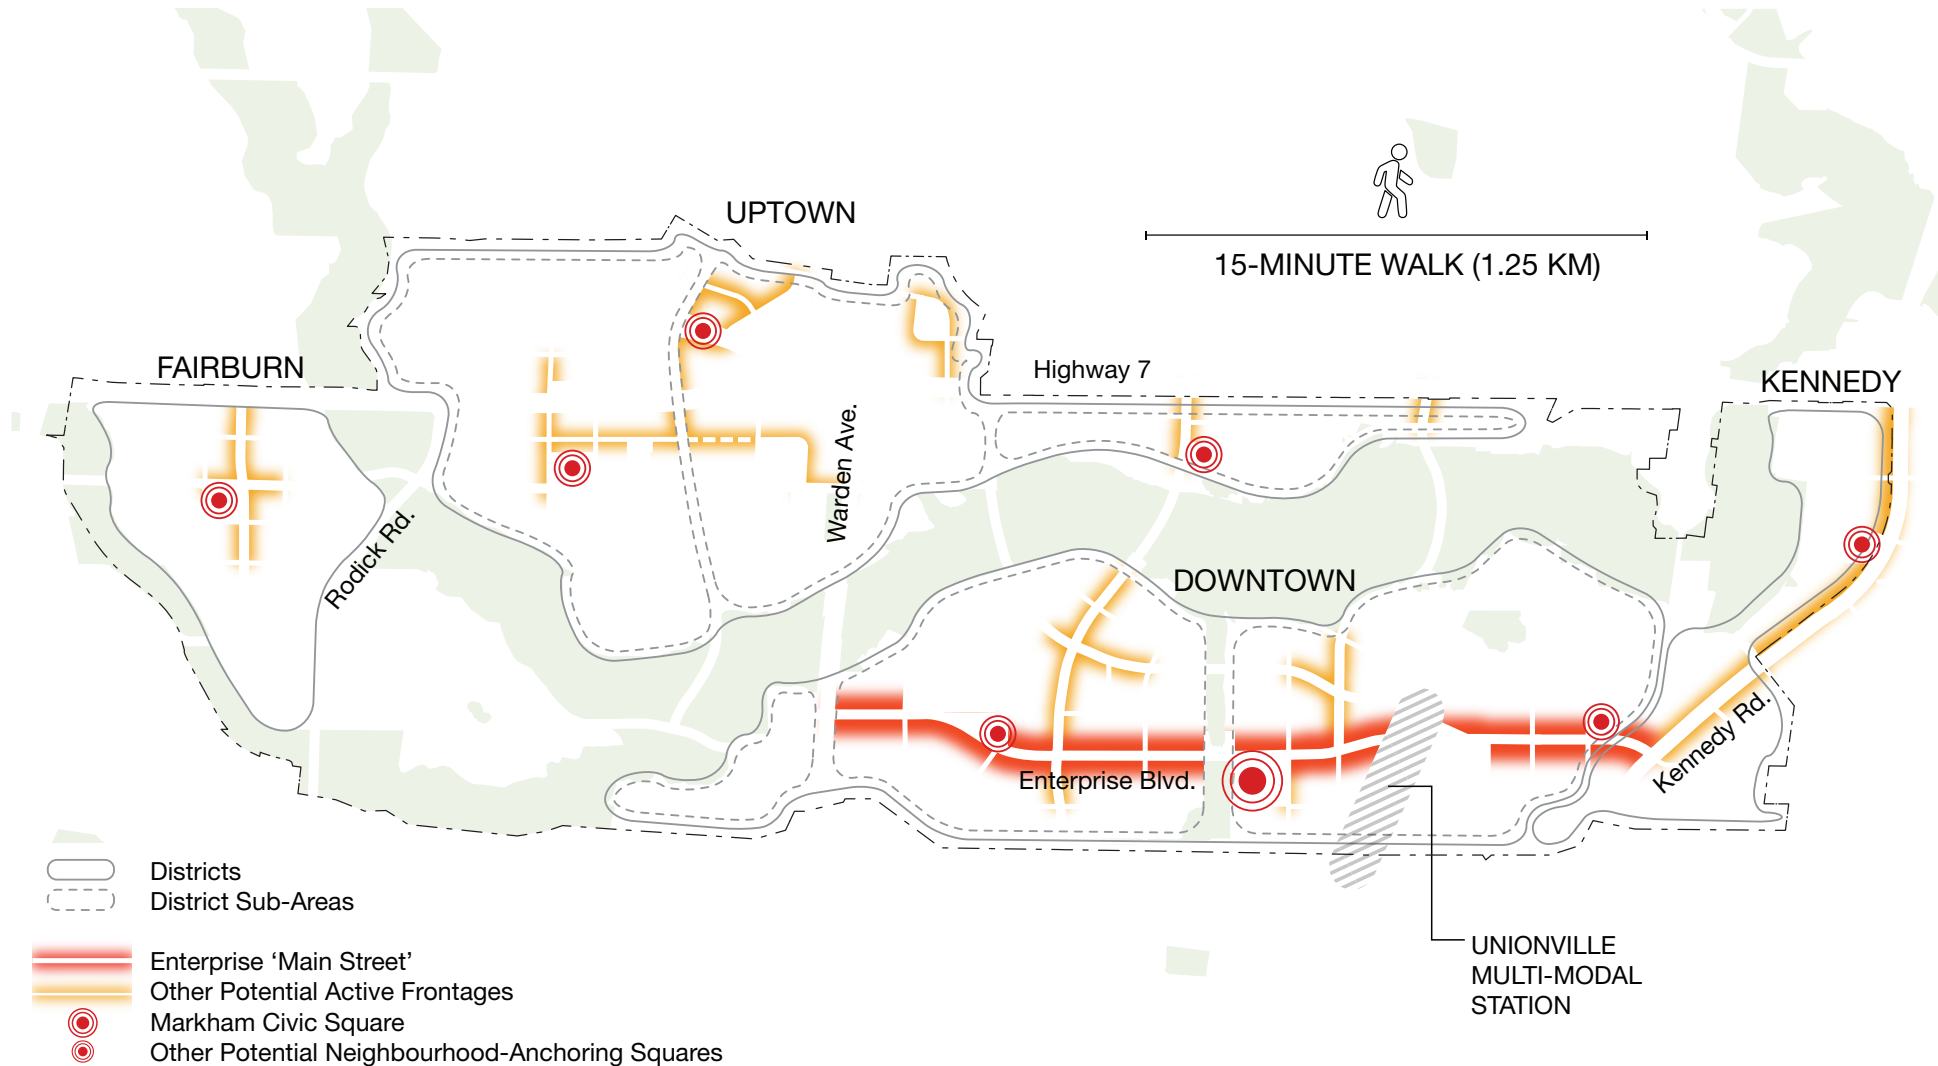 UPTOWN
15-MINUTE WALK (1.25 KM)
FAIRBURN
Highway 7
KENNEDY
Warden Ave.
Rodick Rd.
DOWNTOWN
Enterprise Blvd.
Kennedy Rd.
Districts
District Sub-Areas
Enterprise ‘Main Street’
Other Potential Active Frontages
Markham Civic Square
Other Potential Neighbourhood-Anchoring Squares
UNIONVILLE
MULTI-MODAL
STATION